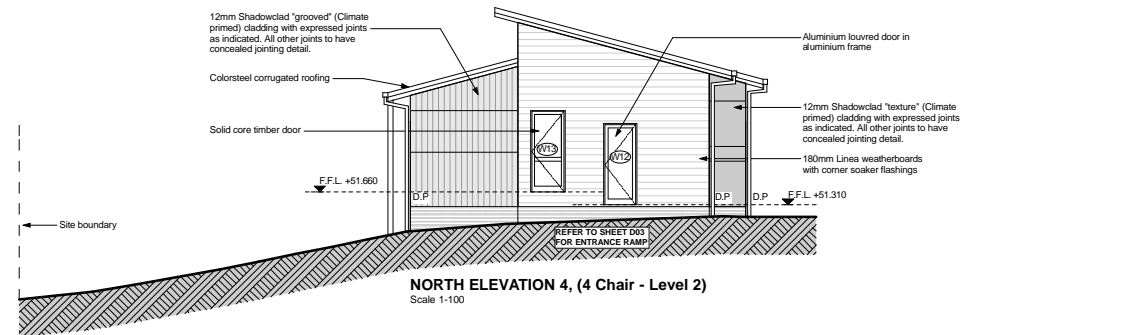 12mm Shadowclad "grooved" (Climate
primed) cladding with expressed joints
as indicated. All other joints to have
concealed jointing detail.
Colorsteel corrugated roofing
Solid core timber door
F.F.L. +51.660
Site boundary
D.P
W13
W12
Aluminium louvred door in
aluminium frame
12mm Shadowclad "texture" (Climate
primed) cladding with expressed joints
as indicated. All other joints to have
concealed jointing detail.
180mm Linea weatherboards
with corner soaker flashings
D.P
D.P
F.F.L. +51.310
REFER TO SHEET D03
FOR ENTRANCE RAMP
NORTH ELEVATION 4, (4 Chair - Level 2)
Scale 1-100